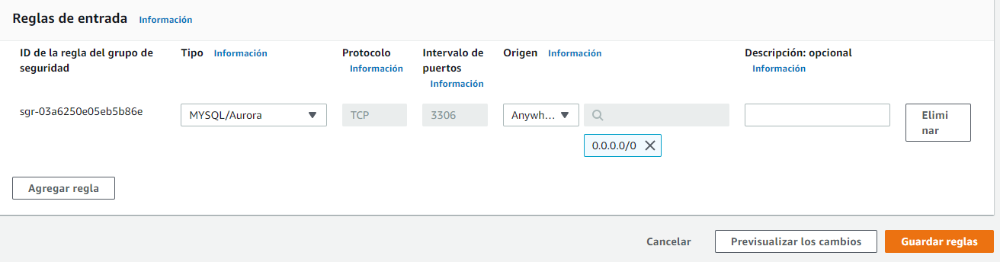 Reglas de entrada Información
ID de la regla del grupo de seguridad
Tipo Información
Protocolo
Información
Intervalo de
puertos
Información
Origen Información
Descripción: opcional
Información
sgr-03a6250e05eb5b86e
MYSQL/Aurora
TCP
3306
Anywh...
0.0.0.0/0
Elimi
nar
Agregar regla
Cancelar
Previsualizar los cambios
Guardar reglas